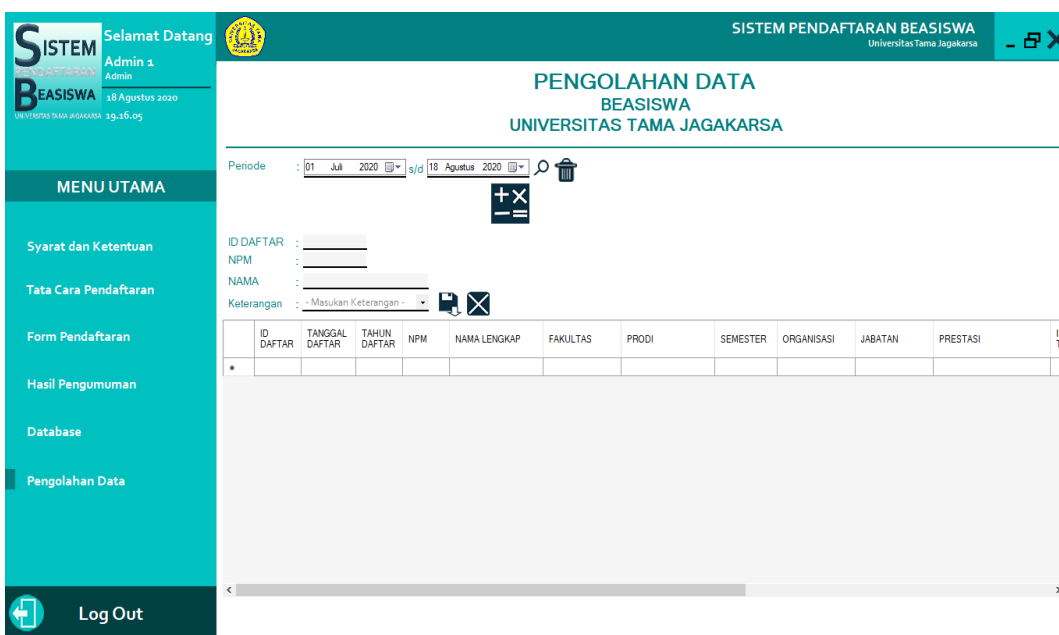 SISTEM
PENDAFTARAN
BEASISWA
UNIVERSITAS TAMA JAGAKARSA
Selamat Datang
Admin 1
Admin
18 Agustus 2020
19.16.05
MENU UTAMA
Syarat dan Ketentuan
Tata Cara Pendaftaran
Form Pendaftaran
Hasil Pengumuman
Database
Pengolahan Data
Log Out
SISTEM PENDAFTARAN BEASISWA
Universitas Tama Jagakarsa
PENGOLAHAN DATA
BEASISWA
UNIVERSITAS TAMA JAGAKARSA
Periode : 01 Juli 2020 s/d 18 Agustus 2020
ID DAFTAR :
NPM :
NAMA :
Keterangan : - Masukan Keterangan -
ID DAFTAR TANGGAL DAFTAR TAHUN DAFTAR NPM NAMA LENGKAP FAKULTAS PRODI SEMESTER ORGANISASI JABATAN PRESTASI